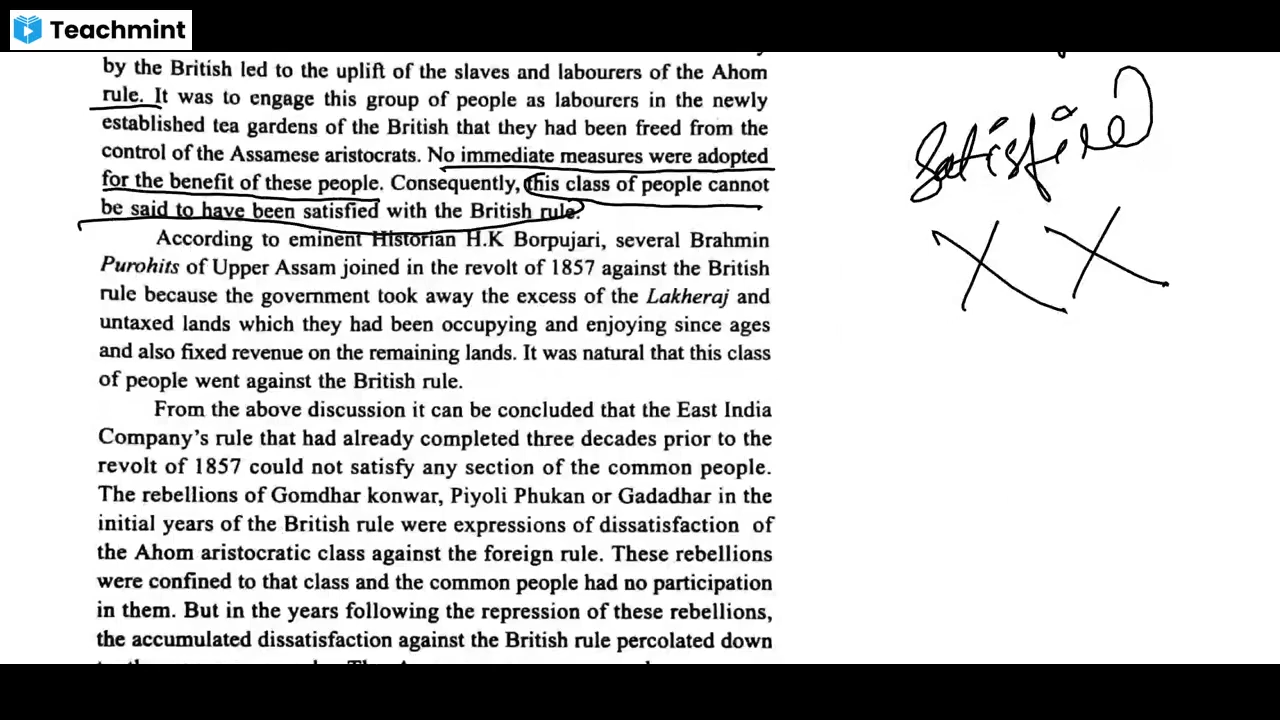 Teachmint
by the British led to the uplift of the slaves and labourers of the Ahom
rule. It was to engage this group of people as labourers in the newly
established tea gardens of the British that they had been freed from the
control of the Assamese aristocrats. No immediate measures were adopted
for the benefit of these people. Consequently, this class of people cannot
be said to have been satisfied with the British rule.
According to eminent Historian H.K Borpujari, several Brahmin
Purohits of Upper Assam joined in the revolt of 1857 against the British
rule because the government took away the excess of the Lakheraj and
untaxed lands which they had been occupying and enjoying since ages
and also fixed revenue on the remaining lands. It was natural that this class
of people went against the British rule.
From the above discussion it can be concluded that the East India
Company's rule that had already completed three decades prior to the
revolt of 1857 could not satisfy any section of the common people.
The rebellions of Gomdhar konwar, Piyoli Phukan or Gadadhar in the
initial years of the British rule were expressions of dissatisfaction of
the Ahom aristocratic class against the foreign rule. These rebellions
were confined to that class and the common people had no participation
in them. But in the years following the repression of these rebellions,
the accumulated dissatisfaction against the British rule percolated down
Satisfied
X X